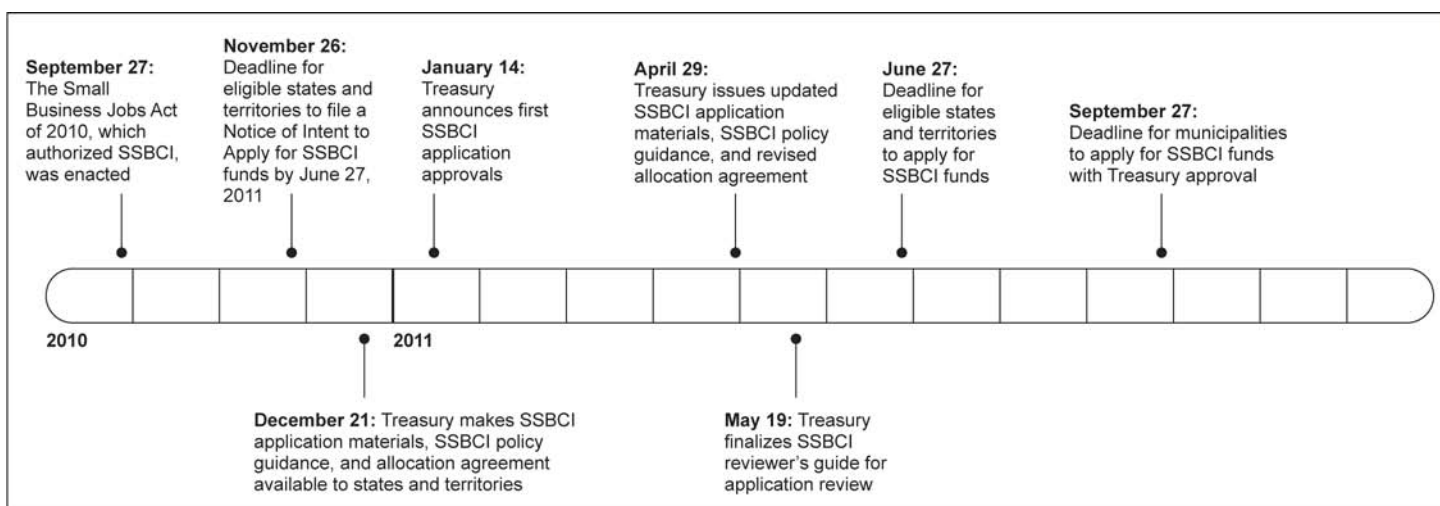 September 27:
The Small
Business Jobs Act
of 2010, which
authorized SSBCI,
was enacted
November 26:
Deadline for
eligible states and
territories to file a
Notice of Intent to
Apply for SSBCI
funds by June 27,
2011
January 14:
Treasury
announces first
SSBCI
application
approvals
April 29:
Treasury issues updated
SSBCI application
materials, SSBCI policy
guidance, and revised
allocation agreement
June 27:
Deadline for
eligible states
and territories
to apply for
SSBCI funds
September 27:
Deadline for municipalities
to apply for SSBCI funds
with Treasury approval
2010
2011
December 21: Treasury makes SSBCI
application materials, SSBCI policy
guidance, and allocation agreement
available to states and territories
May 19: Treasury
finalizes SSBCI
reviewer's guide for
application review